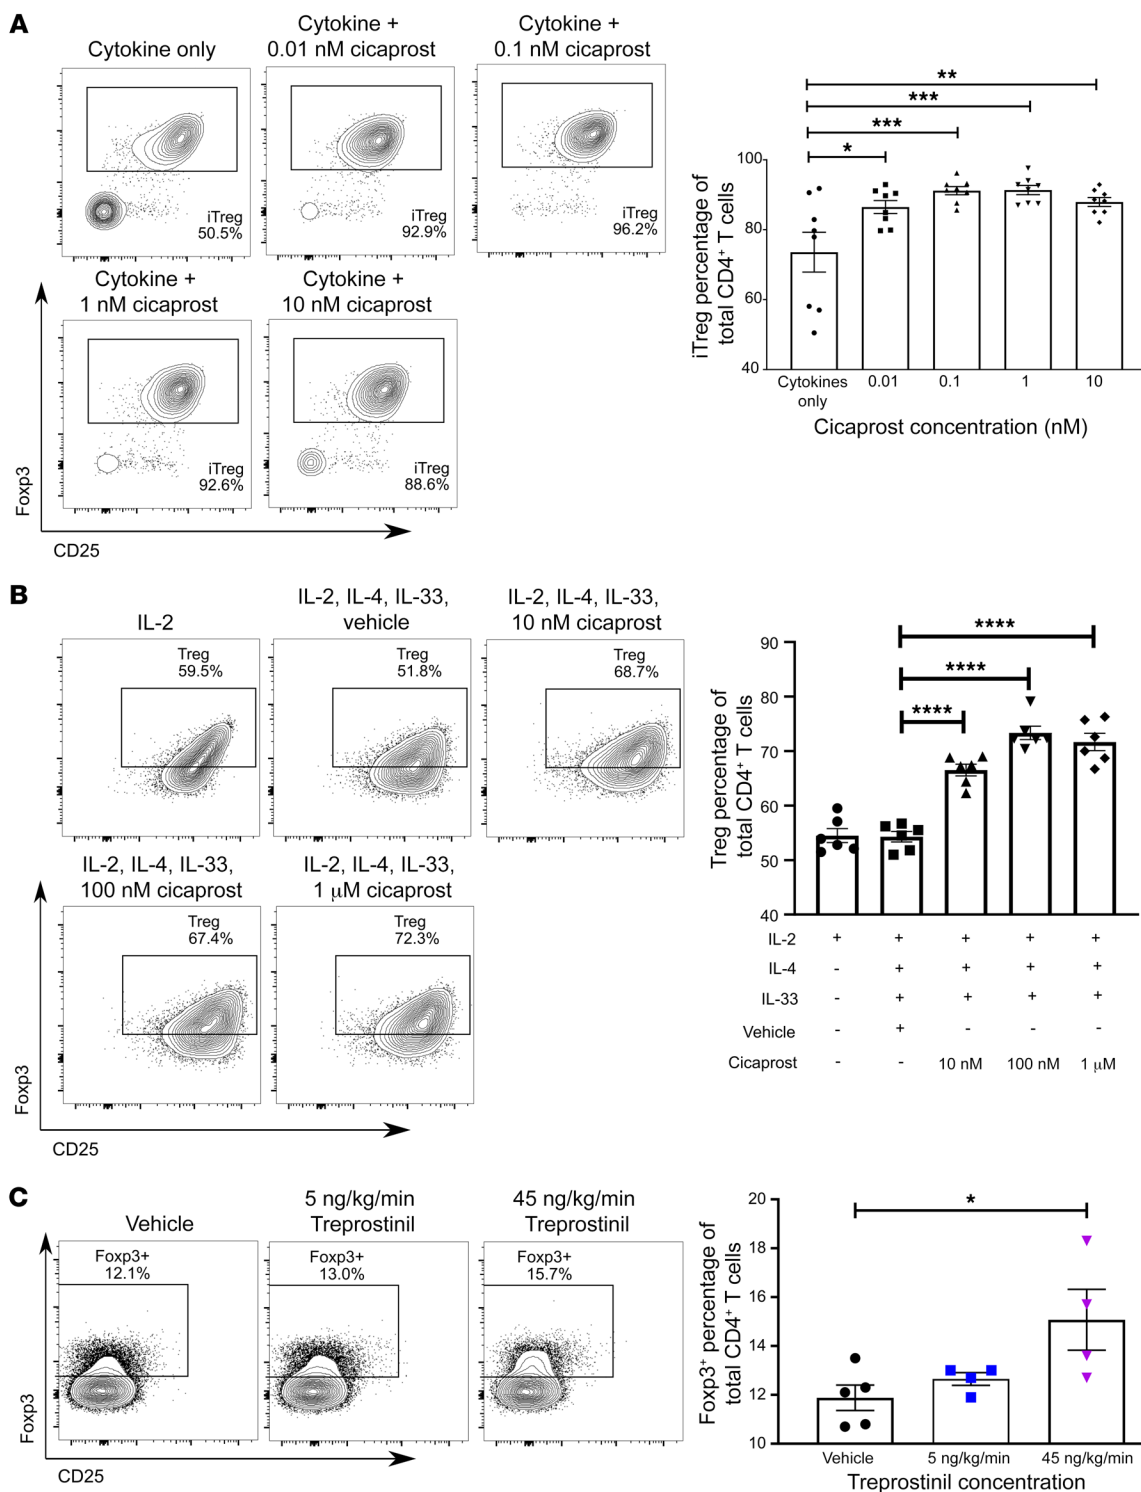 A
Cytokine only
Cytokine +
0.01 nM cicaprost
Cytokine +
0.1 nM cicaprost
iTreg
50.5%
iTreg
92.9%
iTreg
96.2%
Cytokine +
1 nM cicaprost
Cytokine +
10 nM cicaprost
iTreg
92.6%
iTreg
88.6%
Foxp3
CD25
**
***
***
*
iTreg percentage of
total CD4⁺ T cells
100
80
60
40
Cytokines
only
0.01
0.1
1
10
Cicaprost concentration (nM)
B
IL-2
IL-2, IL-4, IL-33,
vehicle
IL-2, IL-4, IL-33,
10 nM cicaprost
Treg
59.5%
Treg
51.8%
Treg
68.7%
IL-2, IL-4, IL-33,
100 nM cicaprost
IL-2, IL-4, IL-33,
1 μM cicaprost
Treg
67.4%
Treg
72.3%
Foxp3
CD25
****
****
****
Treg percentage of
total CD4⁺ T cells
90
80
70
60
50
40
IL-2 + + + + +
IL-4 - + + + +
IL-33 - + + + +
Vehicle - + - - -
Cicaprost - - 10 nM 100 nM 1 μM
C
Vehicle
5 ng/kg/min
Treprostinil
45 ng/kg/min
Treprostinil
Foxp3+
12.1%
Foxp3+
13.0%
Foxp3+
15.7%
Foxp3
CD25
*
Foxp3⁺ percentage of
total CD4⁺ T cells
20
18
16
14
12
10
Vehicle
5 ng/kg/min
45 ng/kg/min
Treprostinil concentration